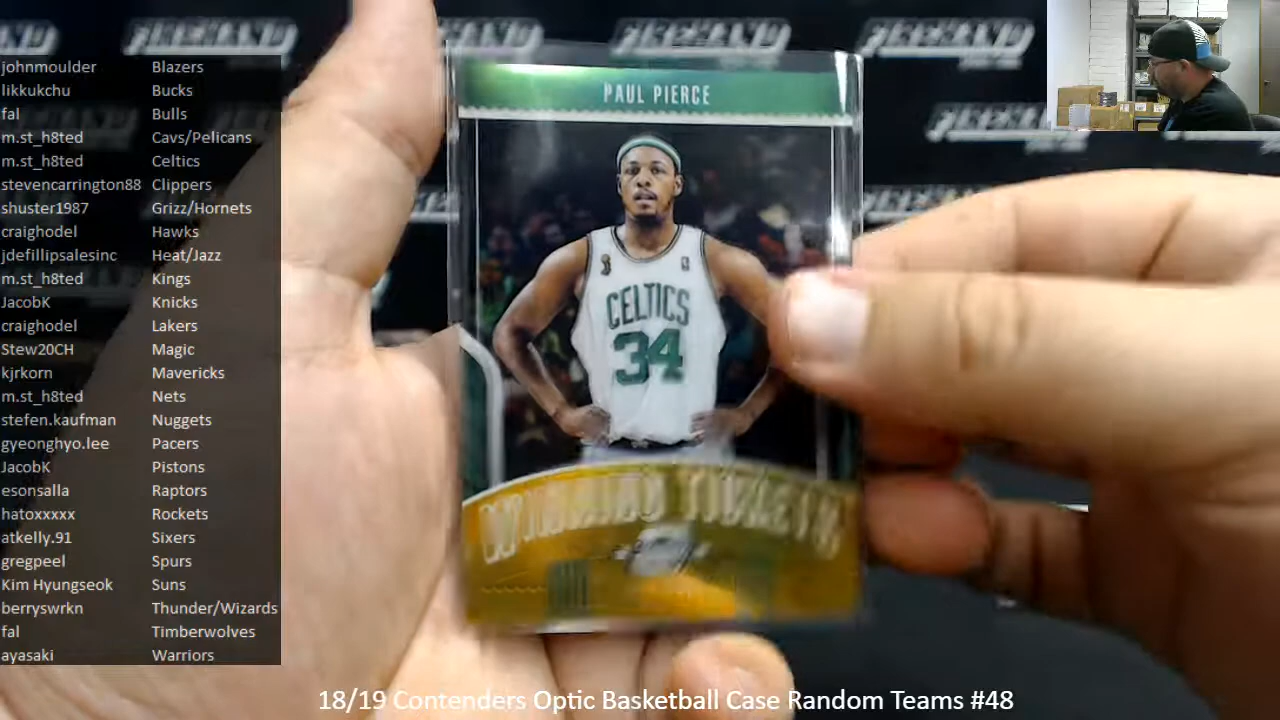 johnmoulder Blazers
likkukchu Bucks
fal Bulls
m.st_h8ted Cavs/Pelicans
m.st_h8ted Celtics
stevencarrington88 Clippers
shuster1987 Grizz/Hornets
craighodel Hawks
jdefillipsalesinc Heat/Jazz
m.st_h8ted Kings
JacobK Knicks
craighodel Lakers
Stew20CH Magic
kjrkorn Mavericks
m.st_h8ted Nets
stefen.kaufman Nuggets
gyeonghyo.lee Pacers
JacobK Pistons
esonsalla Raptors
hatoxxxxx Rockets
atkelly.91 Sixers
gregpeel Spurs
Kim Hyungseok Suns
berryswrkn Thunder/Wizards
fal Timberwolves
ayasaki Warriors
PAUL PIERCE
CELTICS
34
WINNING TICKETS
18/19 Contenders Optic Basketball Case Random Teams #48